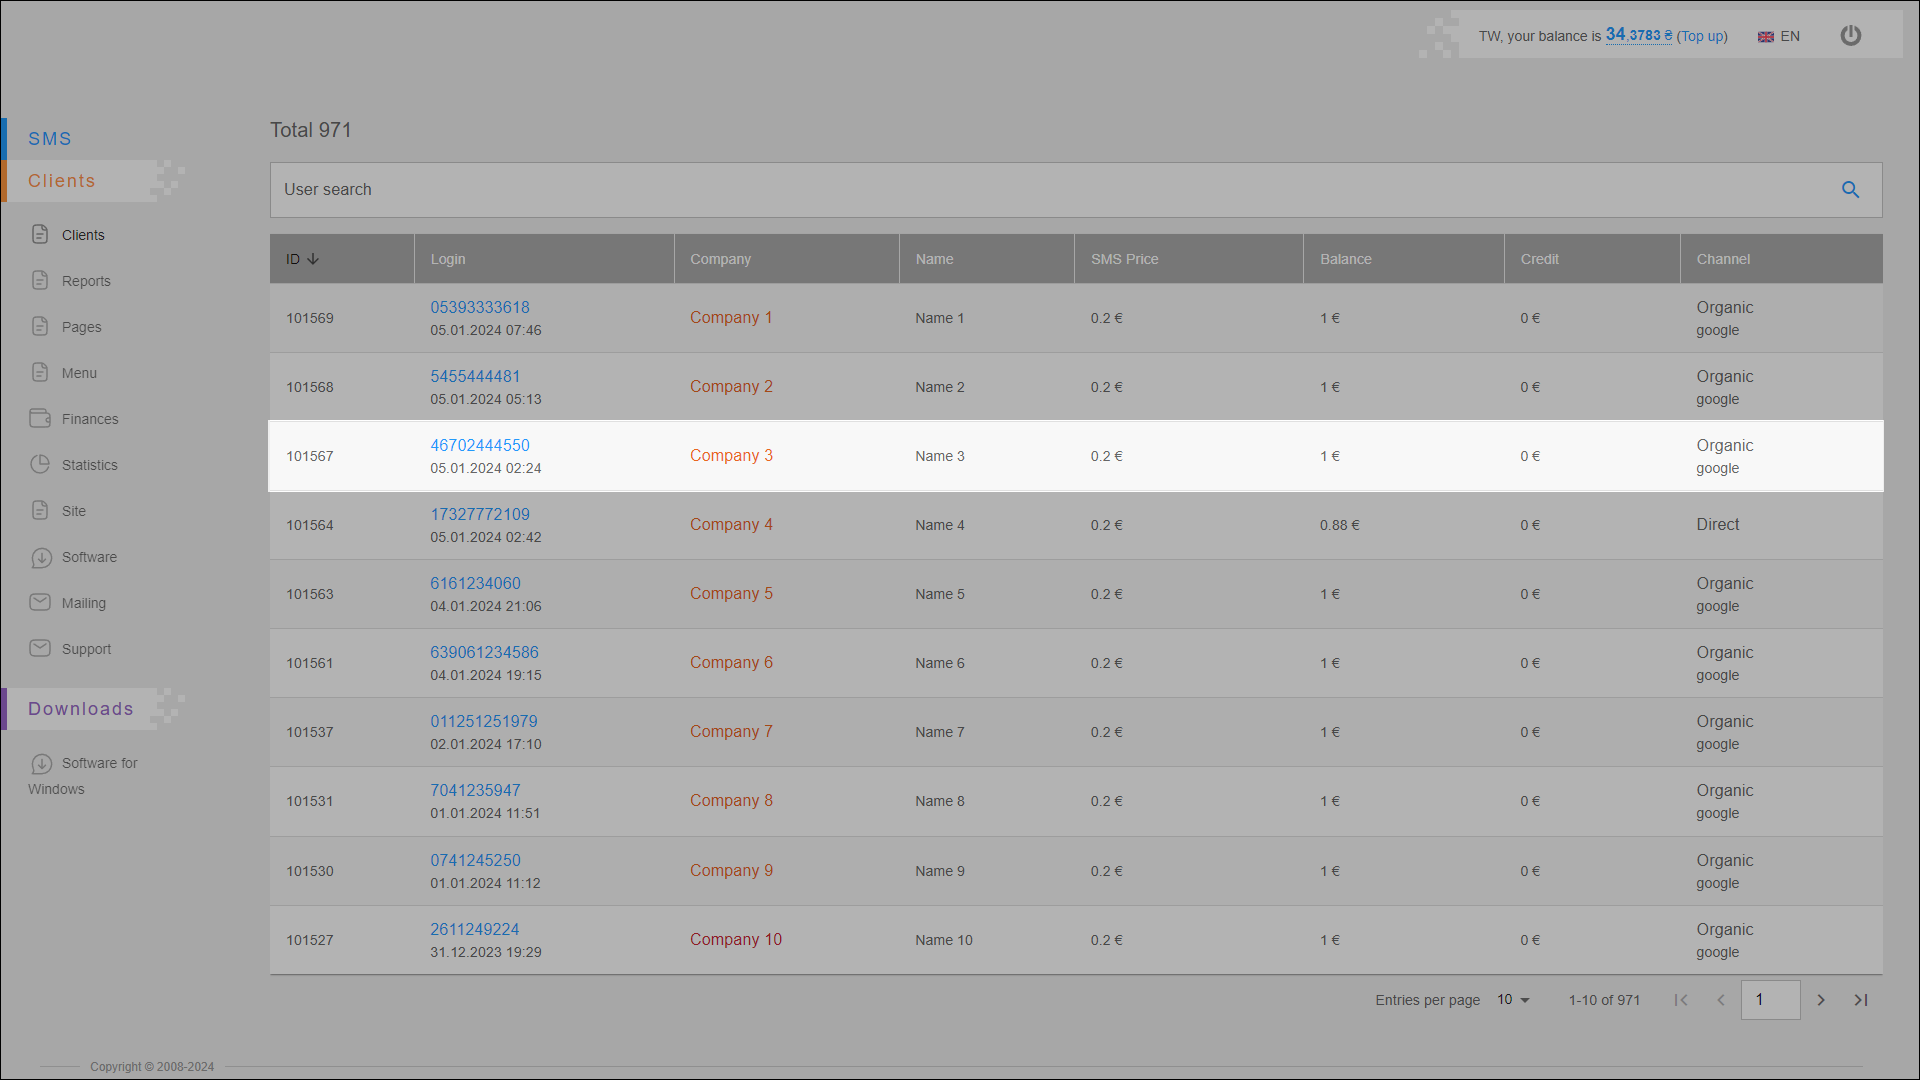 TW, your balance is 34.3783 ₴ (Top up) EN
SMS
Clients
Clients
Reports
Pages
Menu
Finances
Statistics
Site
Software
Mailing
Support
Downloads
Software for
Windows
Total 971
User search
ID Login Company Name SMS Price Balance Credit Channel
101569 05393333618 Company 1 Name 1 0.2 € 1 € 0 € Organic
05.01.2024 07:46 google
101568 5455444481 Company 2 Name 2 0.2 € 1 € 0 € Organic
05.01.2024 05:13 google
101567 46702444550 Company 3 Name 3 0.2 € 1 € 0 € Organic
05.01.2024 02:24 google
101564 17327772109 Company 4 Name 4 0.2 € 0.88 € 0 € Direct
05.01.2024 02:42
101563 6161234060 Company 5 Name 5 0.2 € 1 € 0 € Organic
04.01.2024 21:06 google
101561 639061234586 Company 6 Name 6 0.2 € 1 € 0 € Organic
04.01.2024 19:15 google
101537 011251251979 Company 7 Name 7 0.2 € 1 € 0 € Organic
02.01.2024 17:10 google
101531 7041235947 Company 8 Name 8 0.2 € 1 € 0 € Organic
01.01.2024 11:51 google
101530 0741245250 Company 9 Name 9 0.2 € 1 € 0 € Organic
01.01.2024 11:12 google
101527 2611249224 Company 10 Name 10 0.2 € 1 € 0 € Organic
31.12.2023 19:29 google
Entries per page 10 1-10 of 971 1
Copyright © 2008-2024